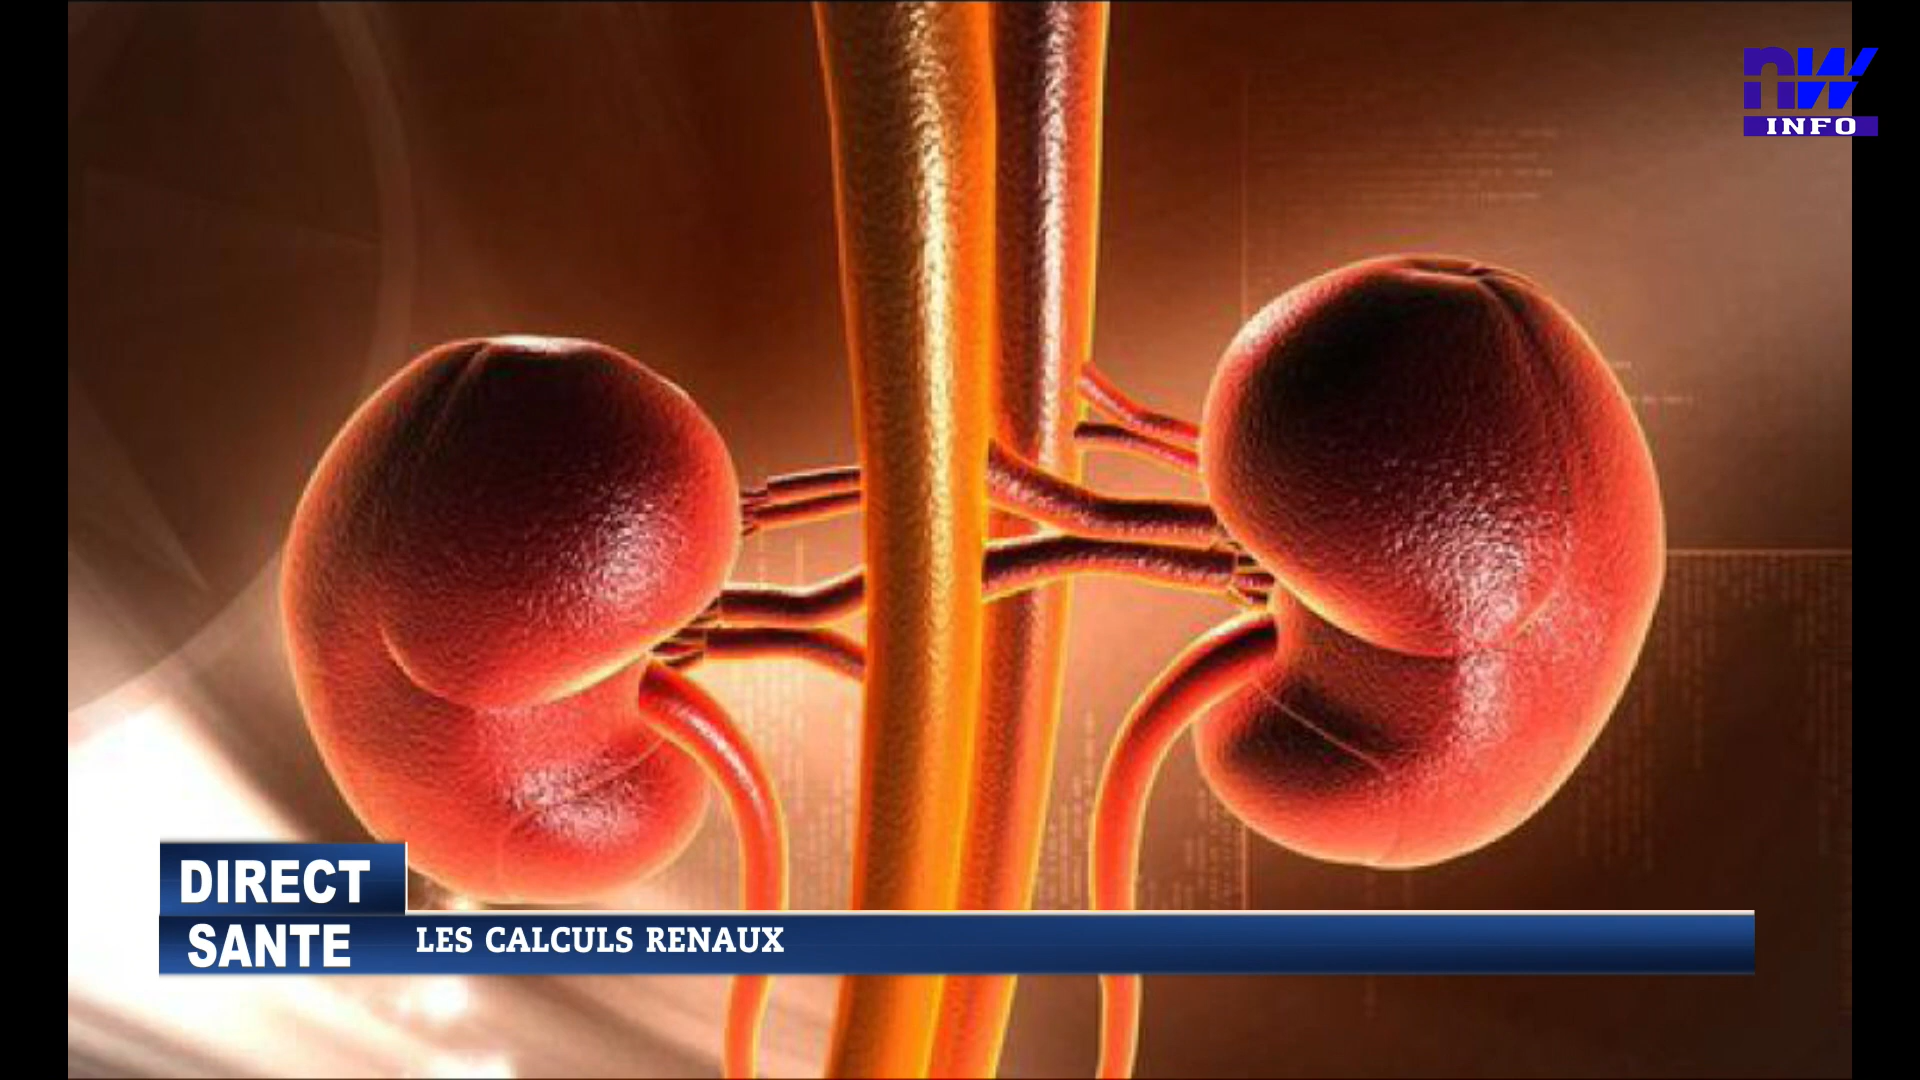 nw
INFO
DIRECT
SANTE
LES CALCULS RENAUX